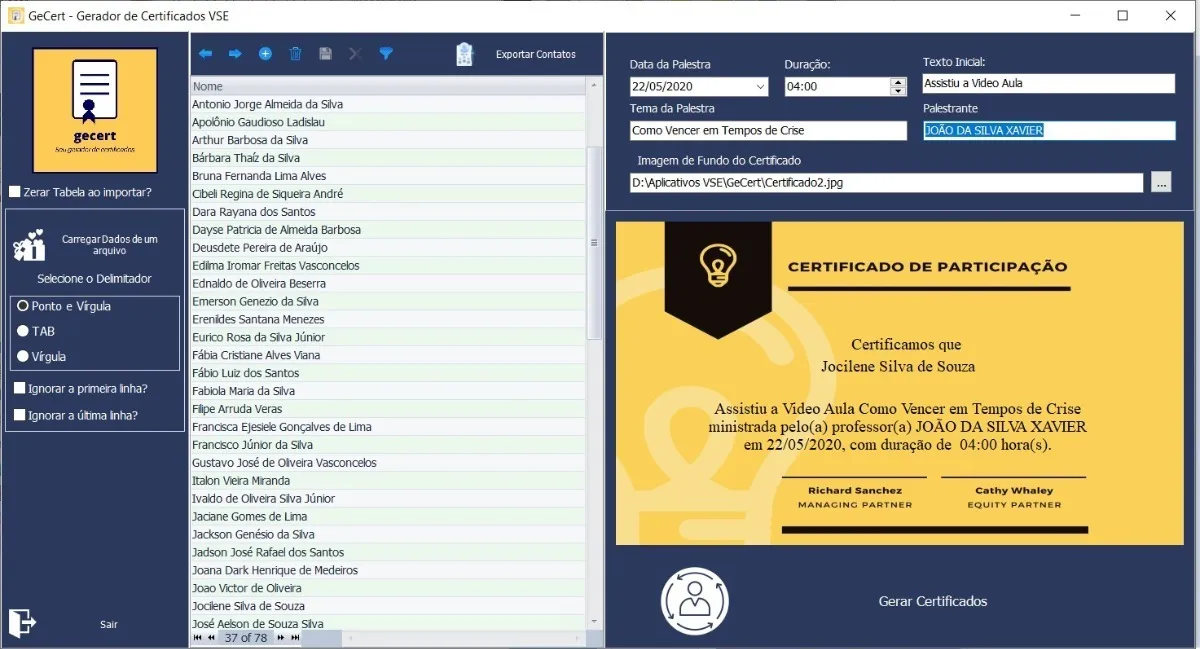 GeCert - Gerador de Certificados VSE
gecert
Seu gerador de certificados
Zerar Tabela ao importar?
Carregar Dados de um
arquivo
Selecione o Delimitador
Ponto e Vírgula
TAB
Vírgula
Ignorar a primeira linha?
Ignorar a última linha?
Sair
Exportar Contatos
Nome
Antonio Jorge Almeida da Silva
Apolônio Gaudioso Ladislau
Arthur Barbosa da Silva
Bárbara Thaíz da Silva
Bruna Fernanda Lima Alves
Cibeli Regina de Siqueira André
Dara Rayana dos Santos
Dayse Patricia de Almeida Barbosa
Deusdete Pereira de Araújo
Edilma Iromar Freitas Vasconcelos
Ednaldo de Oliveira Beserra
Emerson Genezio da Silva
Erenildes Santana Menezes
Eurico Rosa da Silva Júnior
Fábia Cristiane Alves Viana
Fábio Luiz dos Santos
Fabiola Maria da Silva
Filipe Arruda Veras
Francisca Ejesiele Gonçalves de Lima
Francisco Júnior da Silva
Gustavo José de Oliveira Vasconcelos
Italon Vieira Miranda
Ivaldo de Oliveira Silva Júnior
Jaciane Gomes de Lima
Jackson Genésio da Silva
Jadson José Rafael dos Santos
Joana Dark Henrique de Medeiros
Joao Victor de Oliveira
Jocilene Silva de Souza
José Aelson de Souza Silva
37 of 78
Data da Palestra
22/05/2020
Duração:
04:00
Texto Inicial:
Assistiu a Vídeo Aula
Tema da Palestra
Como Vencer em Tempos de Crise
Palestrante
JOÃO DA SILVA XAVIER
Imagem de Fundo do Certificado
D:\Aplicativos VSE\GeCert\Certificado2.jpg
...
CERTIFICADO DE PARTICIPAÇÃO
Certificamos que
Jocilene Silva de Souza
Assistiu a Vídeo Aula Como Vencer em Tempos de Crise
ministrada pelo(a) professor(a) JOÃO DA SILVA XAVIER
em 22/05/2020, com duração de 04:00 hora(s).
Richard Sanchez
MANAGING PARTNER
Cathy Whaley
EQUITY PARTNER
Gerar Certificados